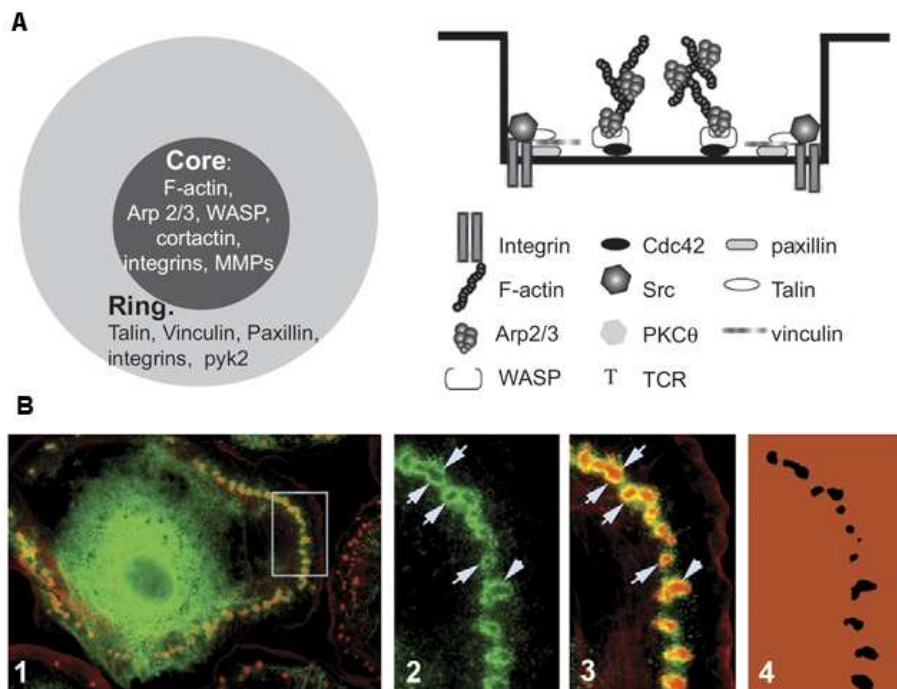 A
Core:
F-actin,
Arp 2/3, WASP,
cortactin,
integrins, MMPs
Ring.
Talin, Vinculin, Paxillin,
integrins, pyk2
Integrin
Cdc42
paxillin
F-actin
Src
Talin
Arp2/3
PKCθ
vinculin
WASP
T TCR
B
1
2
3
4